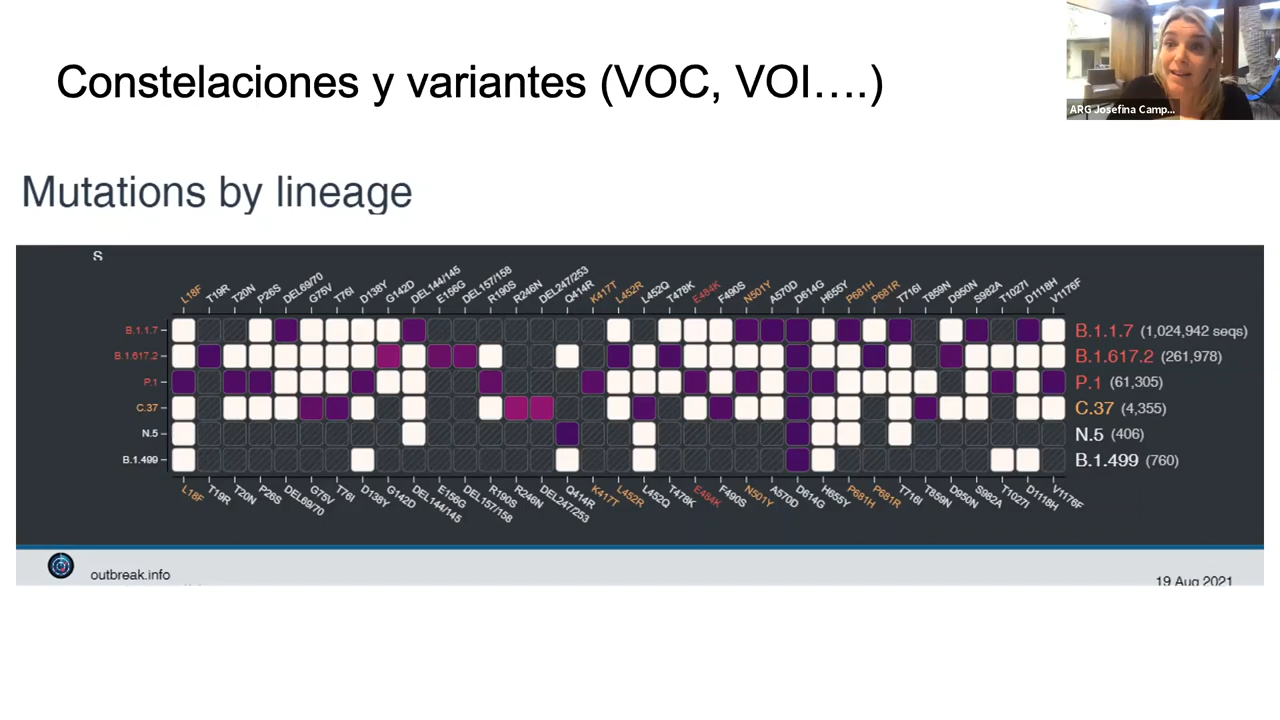 Constelaciones y variantes (VOC, VOI….)
ARG Josefina Camp...
Mutations by lineage
S
L18F T19R T20N P26S DEL69/70 G75V T76I D138Y G142D DEL144/145 E156G DEL157/158 R190S R246N DEL247/253 Q414R K417T L452R L452Q T478K E484K F490S N501Y A570D D614G H655Y P681H P681R T716I T859N D950N S982A T1027I D1118H V1176F
B.1.1.7 B.1.1.7 (1,024,942 seqs)
B.1.617.2 B.1.617.2 (261,978)
P.1 P.1 (61,305)
C.37 C.37 (4,355)
N.5 N.5 (406)
B.1.499 B.1.499 (760)
L18F T19R T20N P26S DEL69/70 G75V T76I D138Y G142D DEL144/145 E156G DEL157/158 R190S R246N DEL247/253 Q414R K417T L452R L452Q T478K E484K F490S N501Y A570D D614G H655Y P681H P681R T716I T859N D950N S982A T1027I D1118H V1176F
outbreak.info
19 Aug 2021